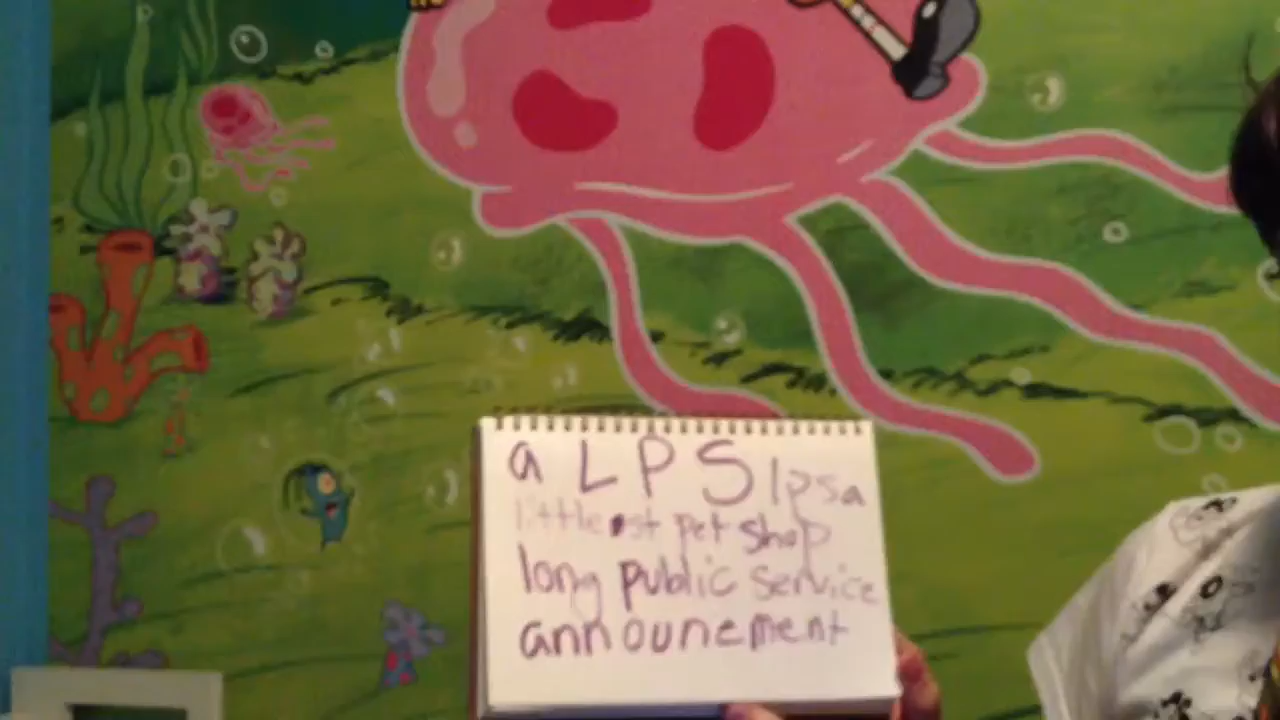 a LPS lpsa
littlest pet shop
long public service
announement